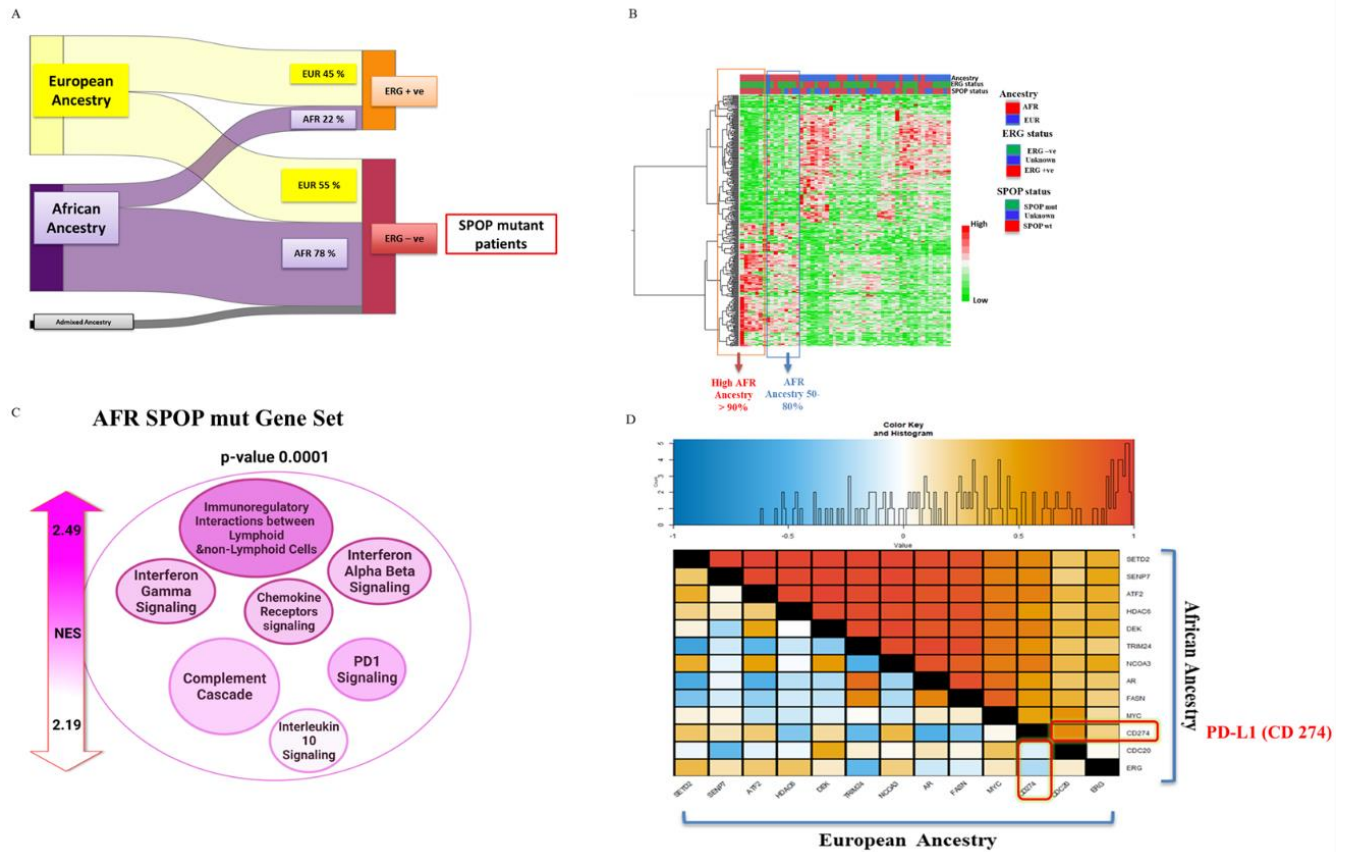 A
European
Ancestry
African
Ancestry
Admixed Ancestry
EUR 45 %
AFR 22 %
EUR 55 %
AFR 78 %
ERG + ve
ERG – ve
SPOP mutant
patients
B
Ancestry
ERG status
SPOP status
Ancestry
AFR
EUR
ERG status
ERG –ve
Unknown
ERG +ve
SPOP status
SPOP mut
Unknown
SPOP wt
High
Low
High AFR
Ancestry
> 90%
AFR
Ancestry 50-
80%
C
AFR SPOP mut Gene Set
p-value 0.0001
2.49
NES
2.19
Immunoregulatory
Interactions between
Lymphoid
&non-Lymphoid Cells
Interferon
Gamma
Signaling
Interferon
Alpha Beta
Signaling
Chemokine
Receptors
signaling
Complement
Cascade
PD1
Signaling
Interleukin
10
Signaling
D
Color Key
and Histogram
Count
0
1
2
3
4
5
-1
-0.5
0
0.5
1
Value
SETD2
SENP7
ATF2
HDAC6
DEK
TRIM24
NCOA3
AR
FASN
MYC
CD274
CDC20
ERG
African Ancestry
PD-L1 (CD 274)
SETD2
SENP7
ATF2
HDAC6
DEK
TRIM24
NCOA3
AR
FASN
MYC
CD274
CDC20
ERG
European Ancestry